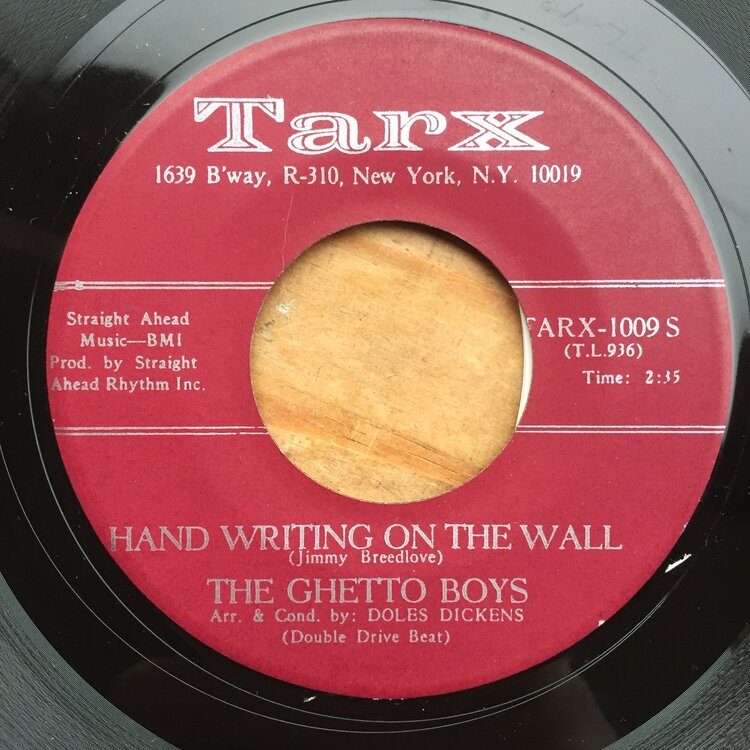 Tarx
1639 B'way, R-310, New York, N.Y. 10019
Straight Ahead
Music—BMI
Prod. by Straight
Ahead Rhythm Inc.
TARX-1009 S
(T.L.936)
Time: 2:35
HAND WRITING ON THE WALL
(Jimmy Breedlove)
THE GHETTO BOYS
Arr. & Cond. by: DOLES DICKENS
(Double Drive Beat)